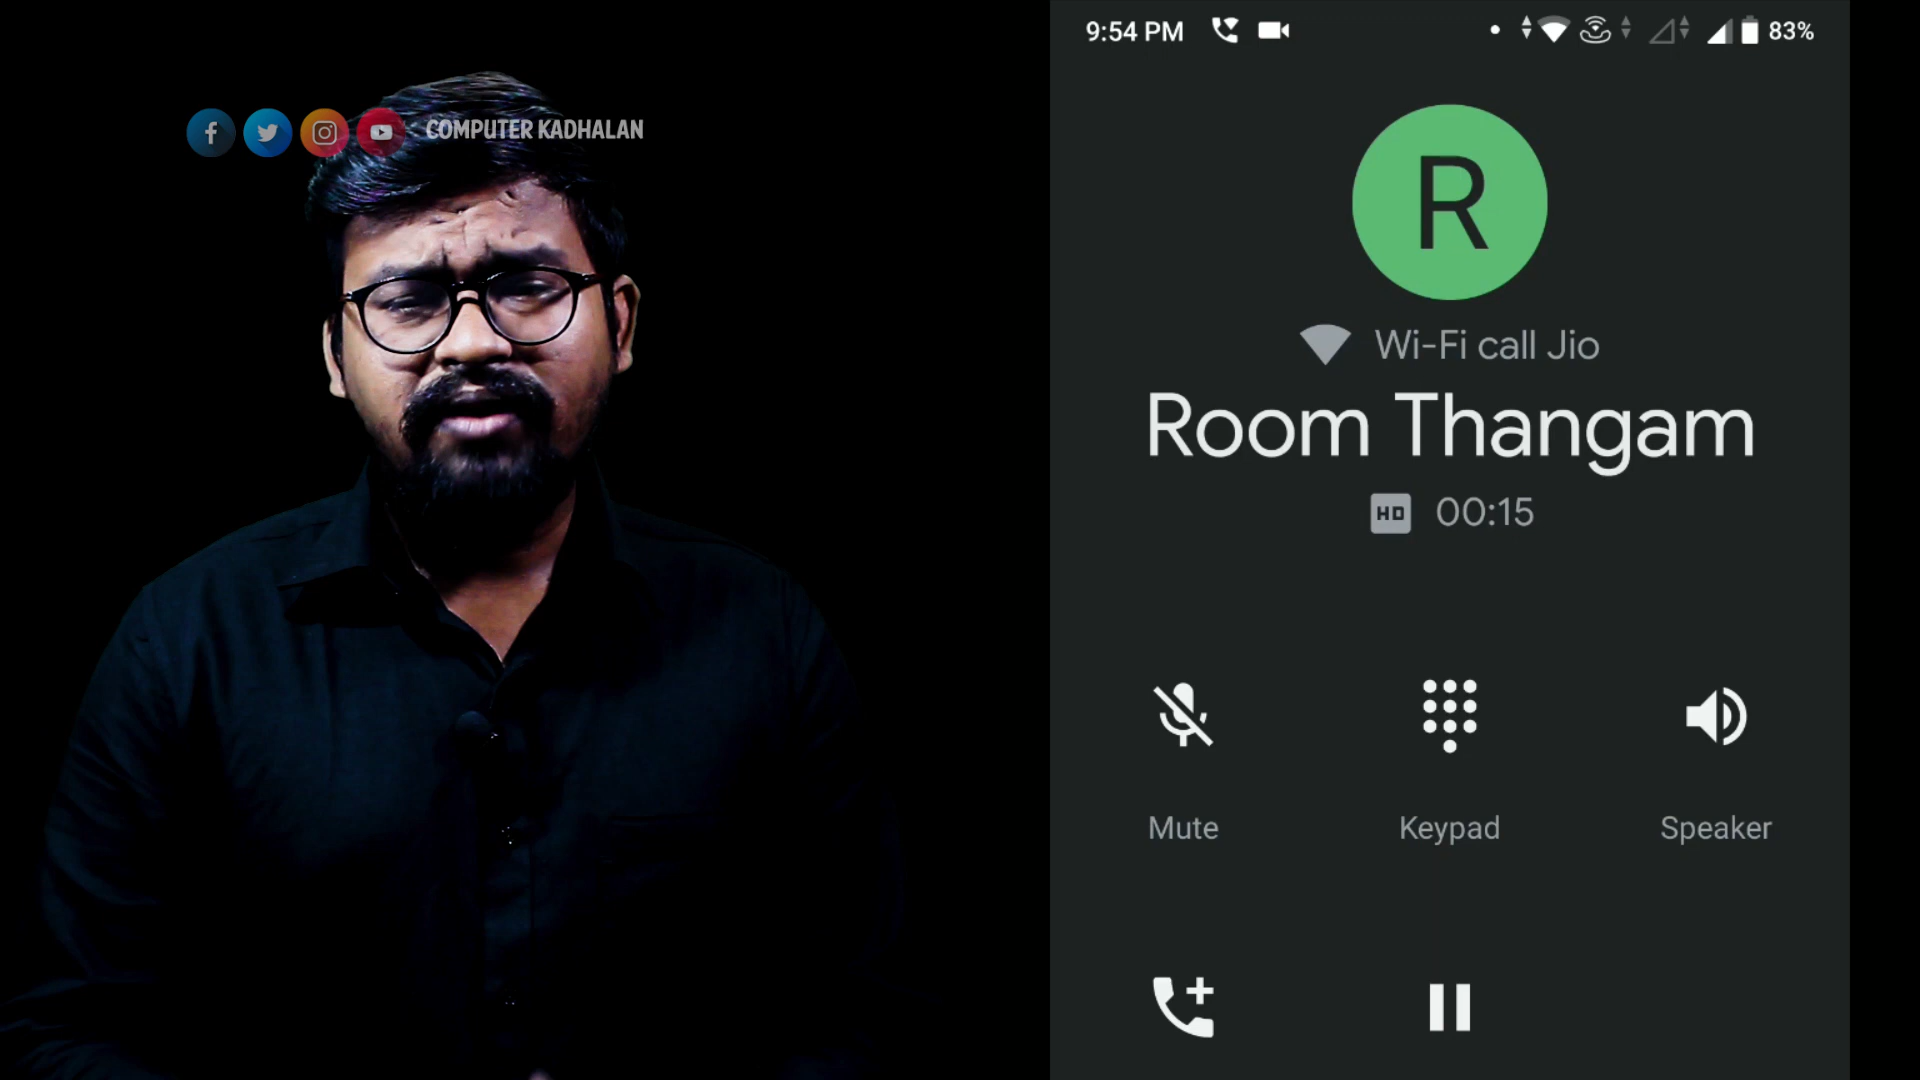 COMPUTER KADHALAN
9:54 PM
83%
R
Wi-Fi call Jio
Room Thangam
HD 00:15
Mute Keypad Speaker